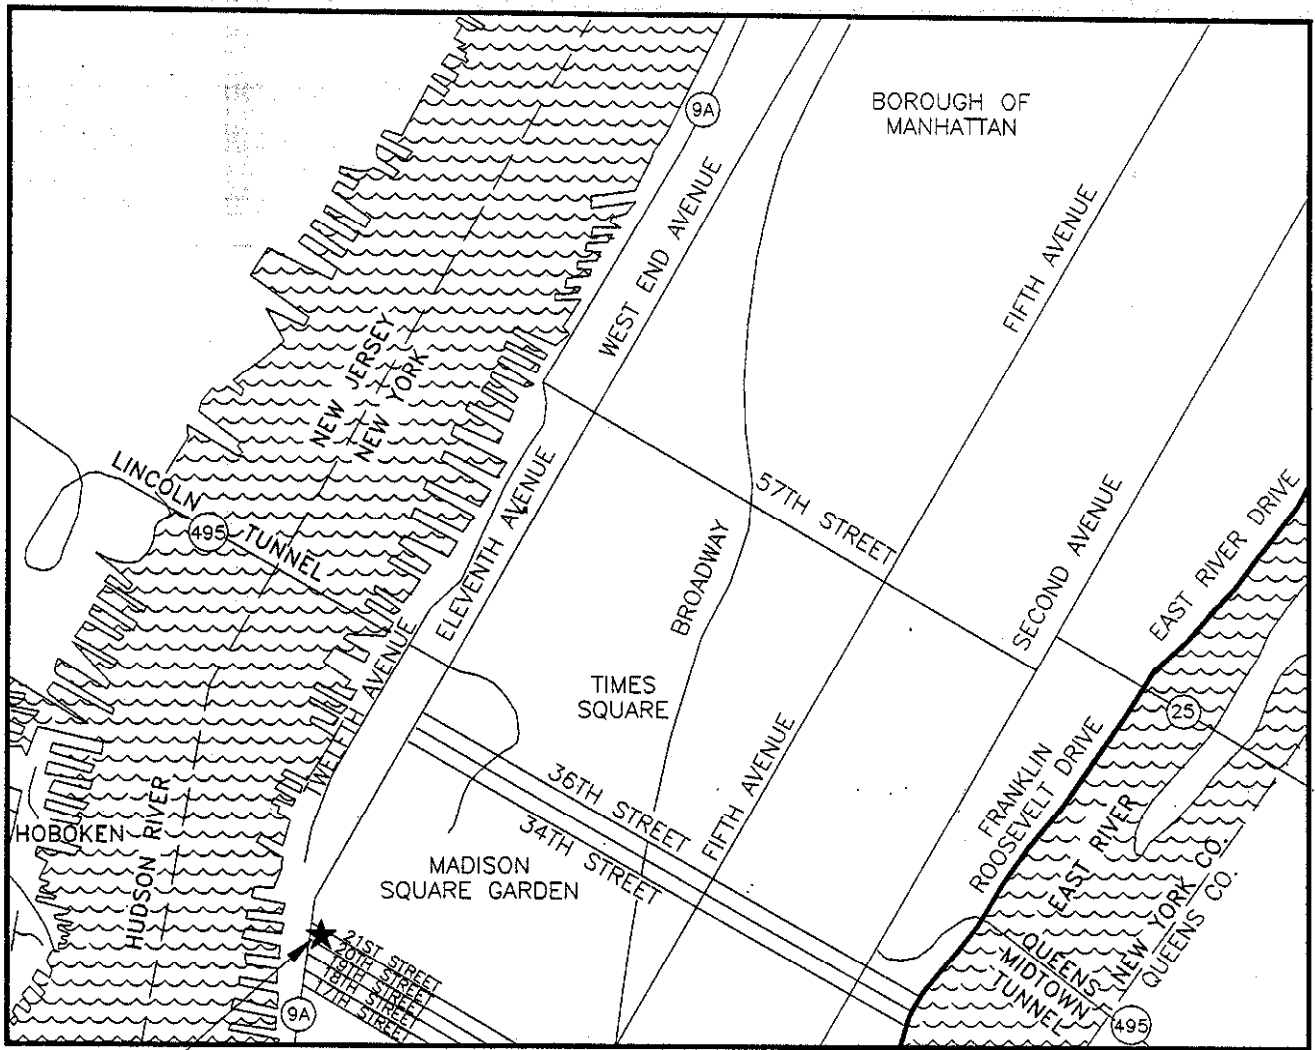 BOROUGH OF
MANHATTAN
9A
WEST END AVENUE
FIFTH AVENUE
NEW JERSEY
NEW YORK
LINCOLN
495
TUNNEL
ELEVENTH AVENUE
57TH STREET
BROADWAY
SECOND AVENUE
EAST RIVER DRIVE
TWELFTH AVENUE
TIMES
SQUARE
25
36TH STREET
34TH STREET
FIFTH AVENUE
FRANKLIN
ROOSEVELT DRIVE
HOBOKEN
HUDSON RIVER
MADISON
SQUARE GARDEN
EAST RIVER
NEW YORK CO.
QUEENS CO.
QUEENS
MIDTOWN
TUNNEL
495
21ST STREET
20TH STREET
19TH STREET
18TH STREET
17TH STREET
9A